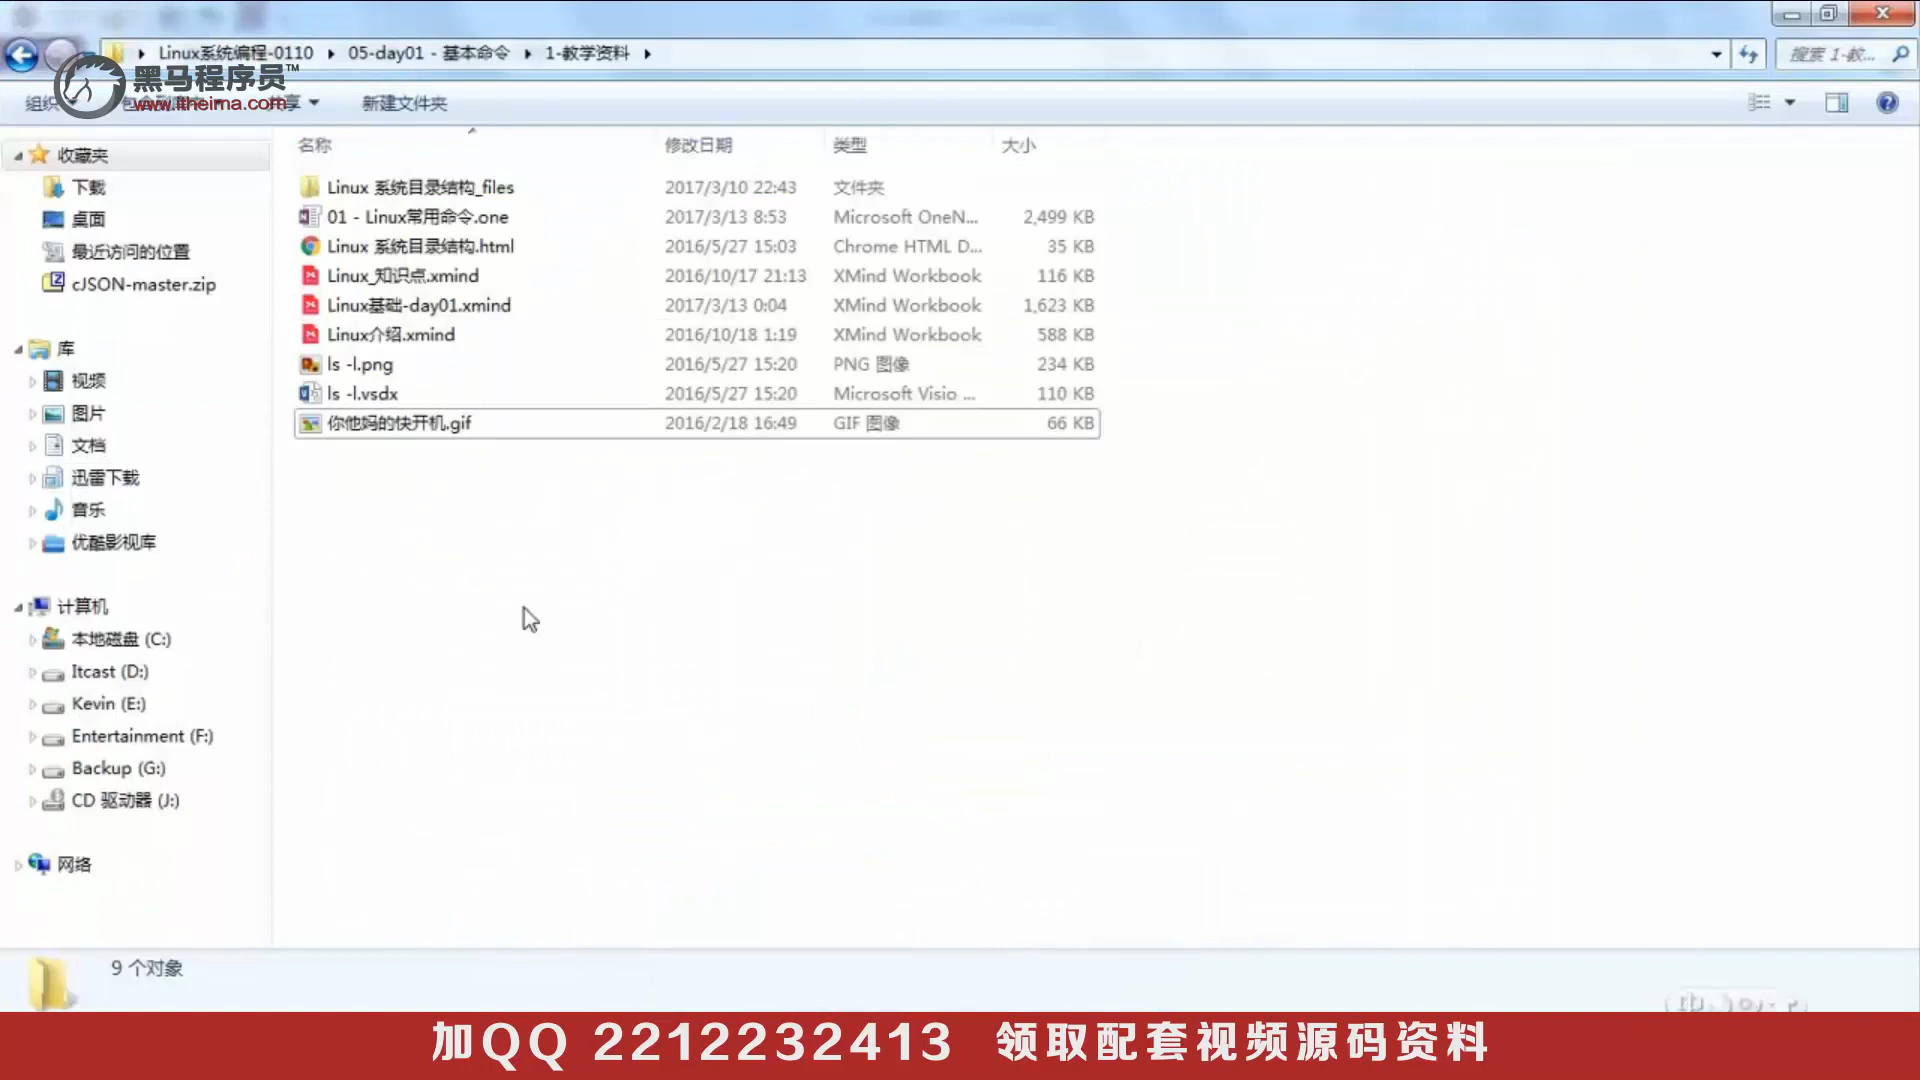 Linux系统编程-0110 ▸ 05-day01 - 基本命令 ▸ 1-教学资料 ▸
搜索 1-教...
黑马程序员™
www.itheima.com
组织
共享
新建文件夹
名称 修改日期 类型 大小
收藏夹
下载
桌面
最近访问的位置
cJSON-master.zip
库
视频
图片
文档
迅雷下载
音乐
优酷影视库
计算机
本地磁盘 (C:)
Itcast (D:)
Kevin (E:)
Entertainment (F:)
Backup (G:)
CD 驱动器 (J:)
网络
Linux 系统目录结构_files 2017/3/10 22:43 文件夹
01 - Linux常用命令.one 2017/3/13 8:53 Microsoft OneN... 2,499 KB
Linux 系统目录结构.html 2016/5/27 15:03 Chrome HTML D... 35 KB
Linux_知识点.xmind 2016/10/17 21:13 XMind Workbook 116 KB
Linux基础-day01.xmind 2017/3/13 0:04 XMind Workbook 1,623 KB
Linux介绍.xmind 2016/10/18 1:19 XMind Workbook 588 KB
ls -l.png 2016/5/27 15:20 PNG 图像 234 KB
ls -l.vsdx 2016/5/27 15:20 Microsoft Visio ... 110 KB
你他妈的快开机.gif 2016/2/18 16:49 GIF 图像 66 KB
9 个对象
加QQ 2212232413 领取配套视频源码资料